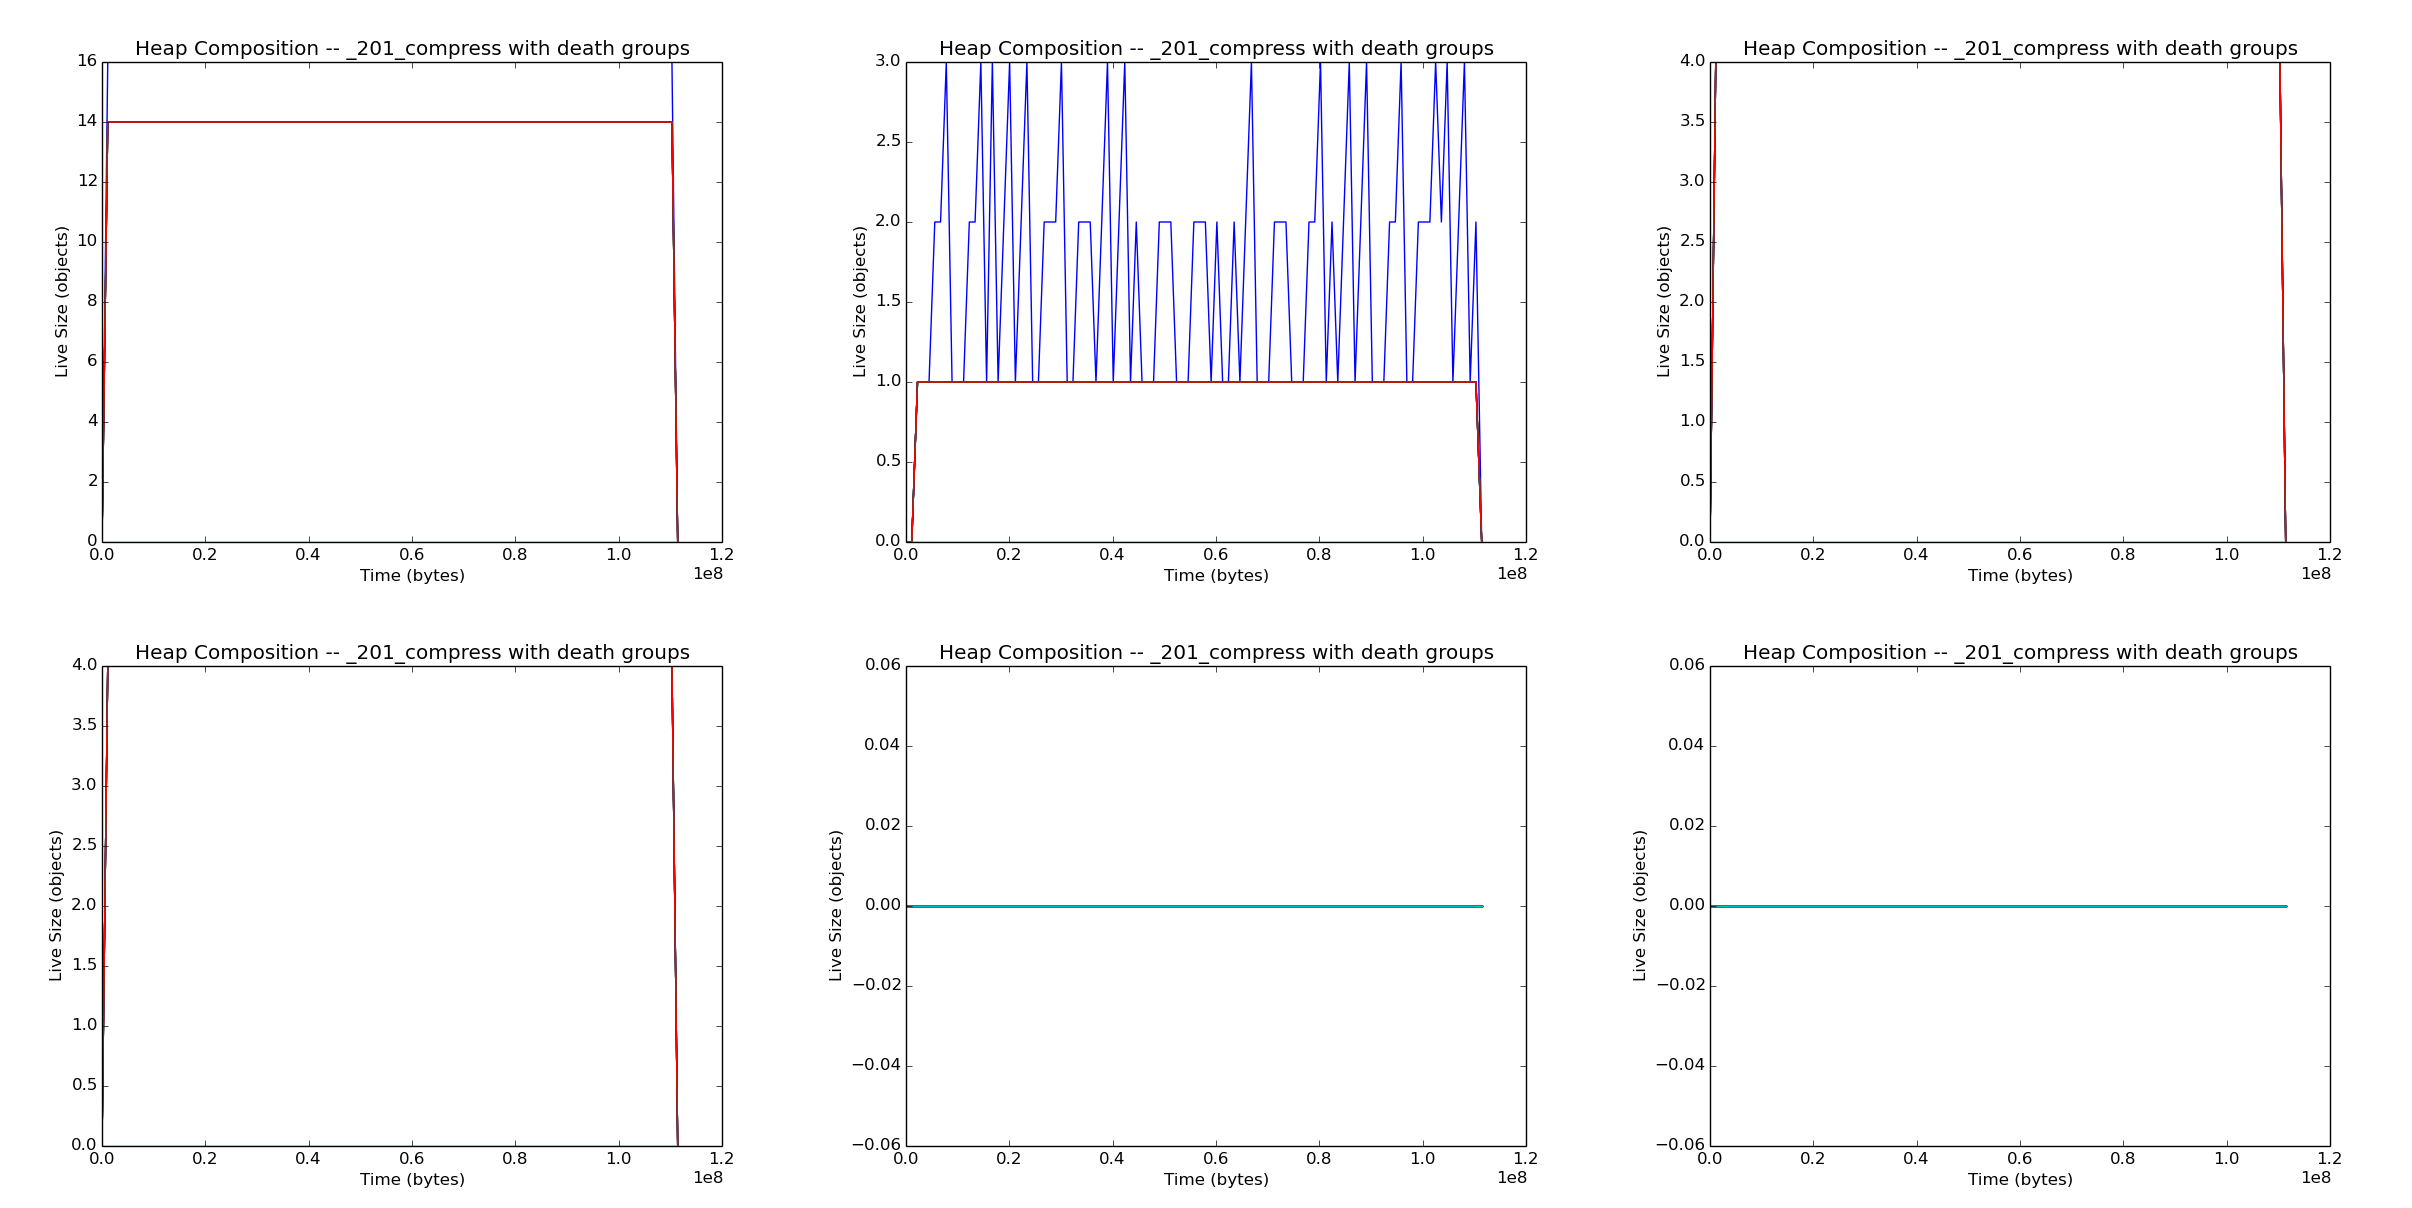 Heap Composition -- _201_compress with death groups
16
14
12
10
8
6
4
2
0
Live Size (objects)
0.0 0.2 0.4 0.6 0.8 1.0 1.2
Time (bytes)
1e8
Heap Composition -- _201_compress with death groups
3.0
2.5
2.0
1.5
1.0
0.5
0.0
Live Size (objects)
0.0 0.2 0.4 0.6 0.8 1.0 1.2
Time (bytes)
1e8
Heap Composition -- _201_compress with death groups
4.0
3.5
3.0
2.5
2.0
1.5
1.0
0.5
0.0
Live Size (objects)
0.0 0.2 0.4 0.6 0.8 1.0 1.2
Time (bytes)
1e8
Heap Composition -- _201_compress with death groups
4.0
3.5
3.0
2.5
2.0
1.5
1.0
0.5
0.0
Live Size (objects)
0.0 0.2 0.4 0.6 0.8 1.0 1.2
Time (bytes)
1e8
Heap Composition -- _201_compress with death groups
0.06
0.04
0.02
0.00
−0.02
−0.04
−0.06
Live Size (objects)
0.0 0.2 0.4 0.6 0.8 1.0 1.2
Time (bytes)
1e8
Heap Composition -- _201_compress with death groups
0.06
0.04
0.02
0.00
−0.02
−0.04
−0.06
Live Size (objects)
0.0 0.2 0.4 0.6 0.8 1.0 1.2
Time (bytes)
1e8